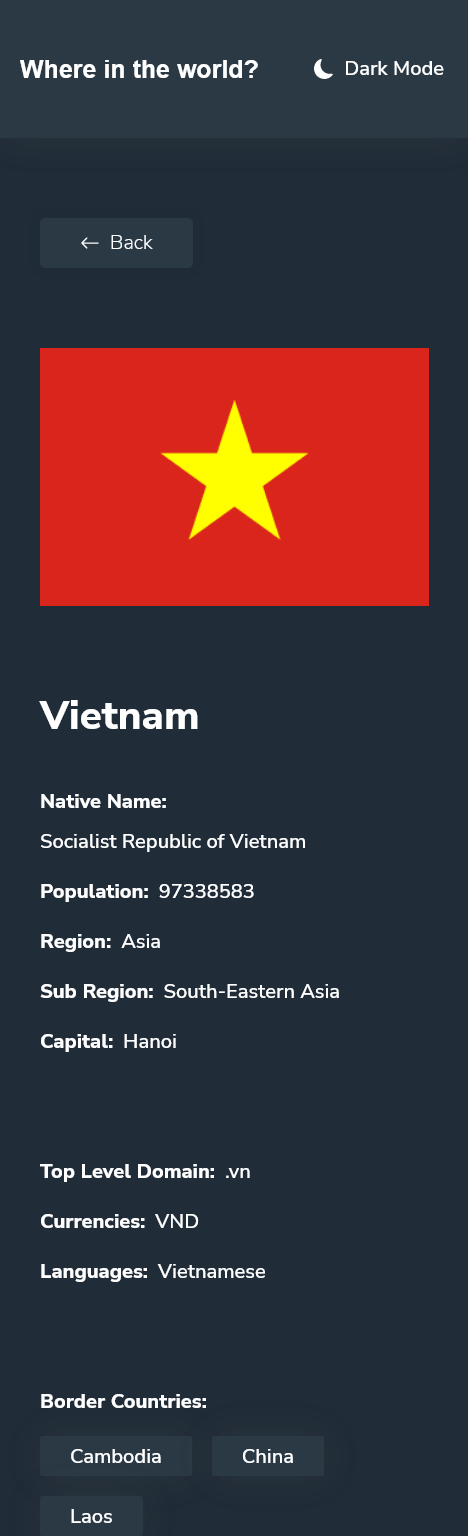 Where in the world? Dark Mode
Back
Vietnam
Native Name:
Socialist Republic of Vietnam
Population: 97338583
Region: Asia
Sub Region: South-Eastern Asia
Capital: Hanoi
Top Level Domain: .vn
Currencies: VND
Languages: Vietnamese
Border Countries:
Cambodia China
Laos